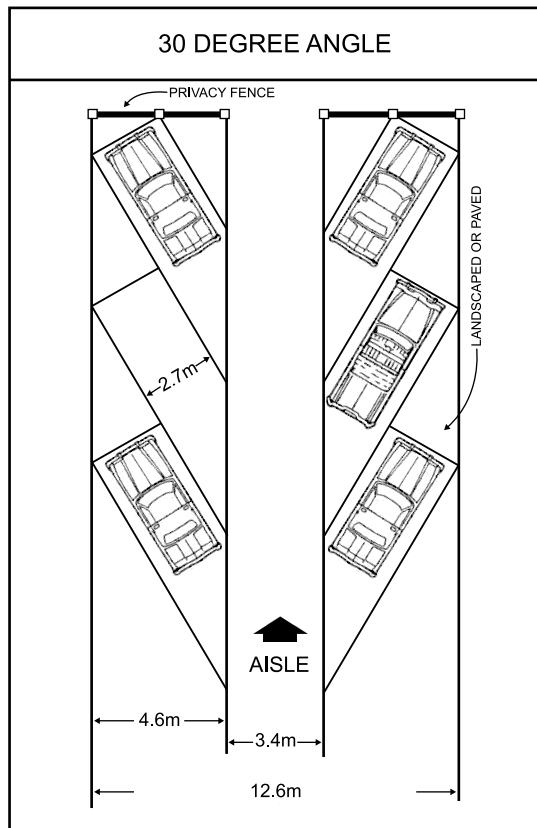 30 DEGREE ANGLE
PRIVACY FENCE
LANDSCAPED OR PAVED
2.7m
AISLE
4.6m
3.4m
12.6m